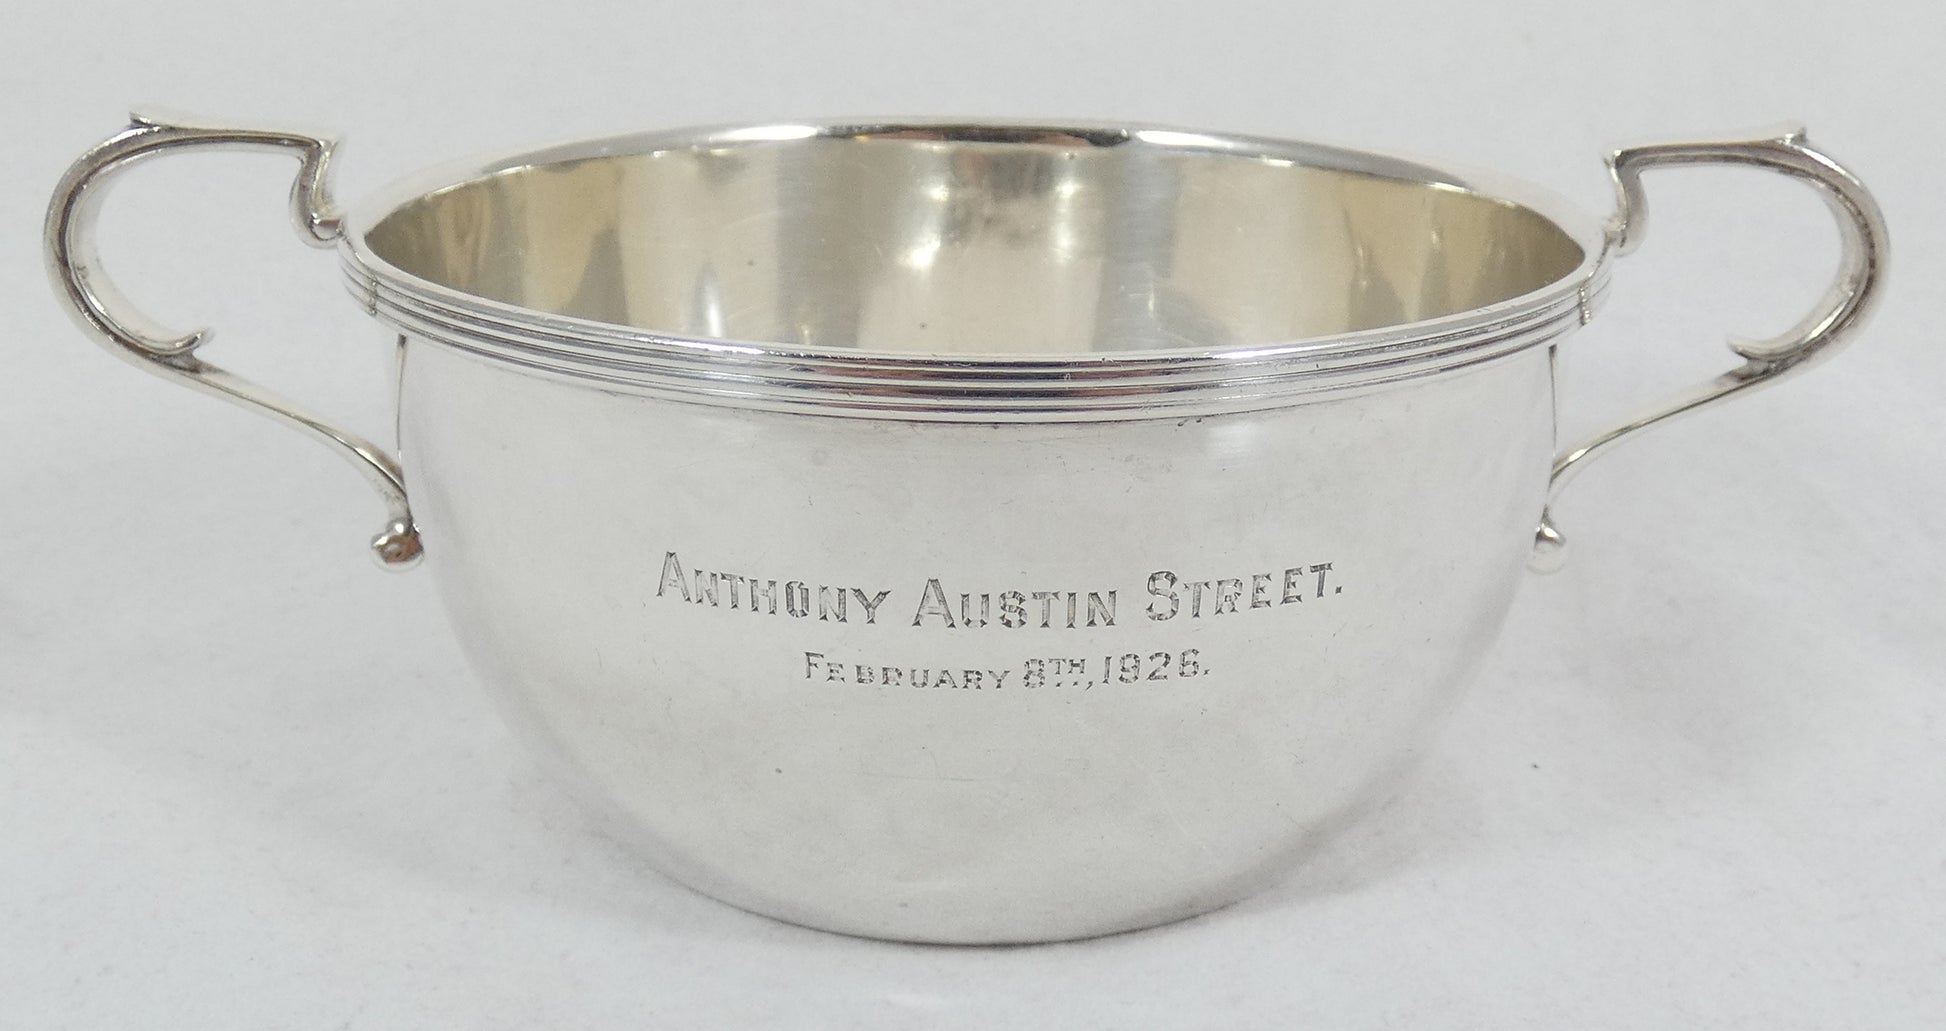 Anthony Austin Street.
February 8th, 1926.